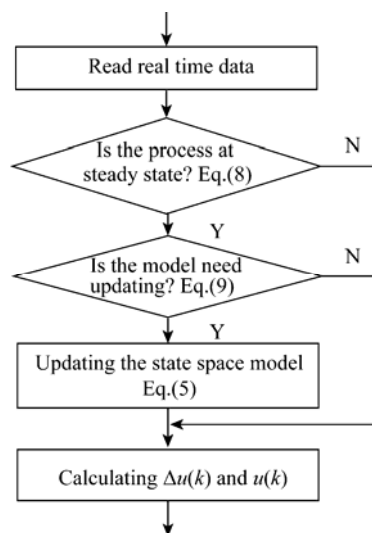 Read real time data
Is the process at
steady state? Eq.(8)
N
Y
Is the model need
updating? Eq.(9)
N
Y
Updating the state space model
Eq.(5)
Calculating Δu(k) and u(k)